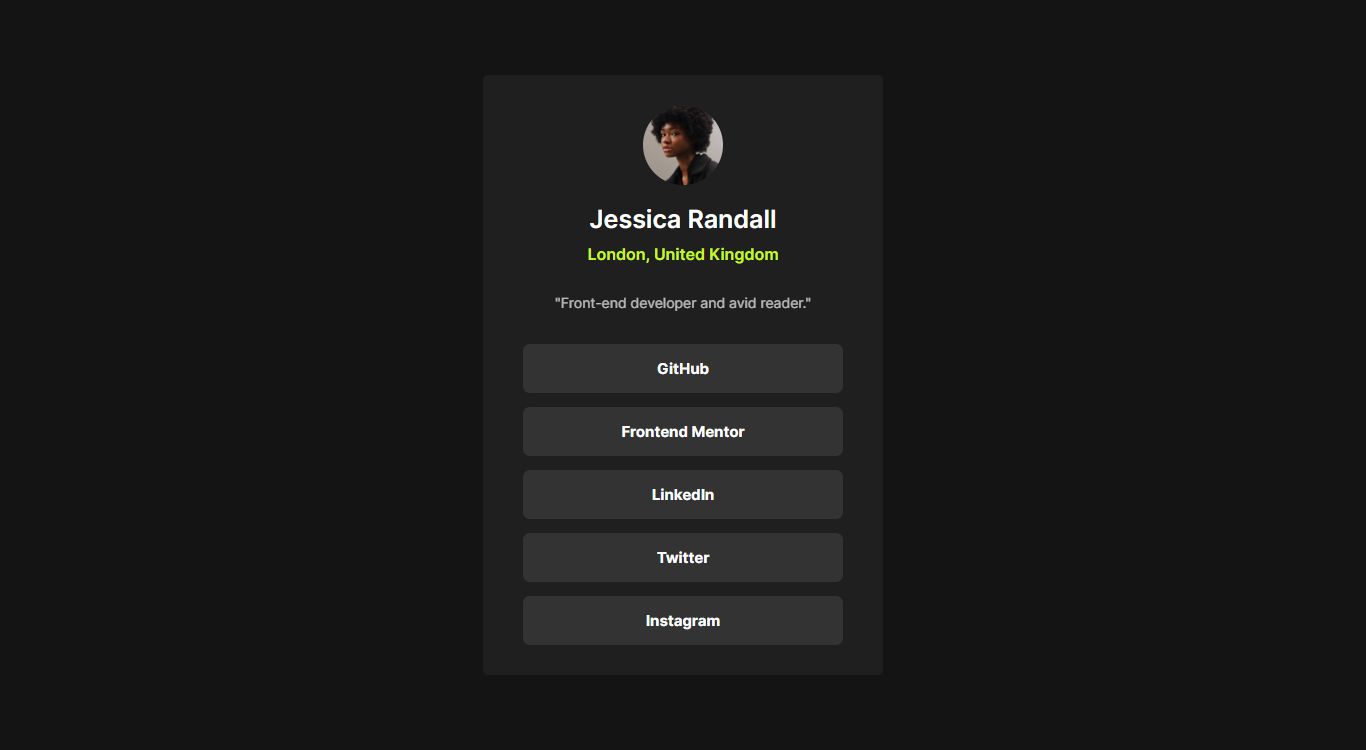 Jessica Randall
London, United Kingdom
"Front-end developer and avid reader."
GitHub
Frontend Mentor
LinkedIn
Twitter
Instagram